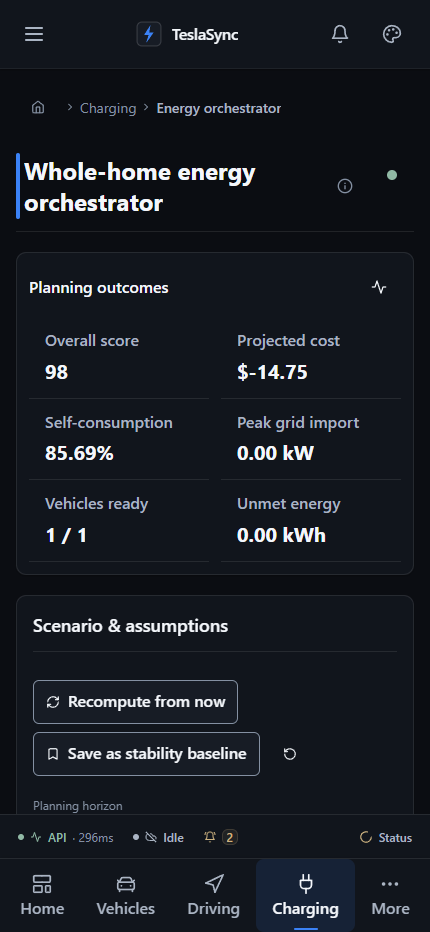 TeslaSync
Charging
Energy orchestrator
Whole-home energy
orchestrator
Planning outcomes
Overall score
98
Projected cost
$-14.75
Self-consumption
85.69%
Peak grid import
0.00 kW
Vehicles ready
1 / 1
Unmet energy
0.00 kWh
Scenario & assumptions
Recompute from now
Save as stability baseline
Planning horizon
API · 296ms
Idle
2
Status
Home
Vehicles
Driving
Charging
More